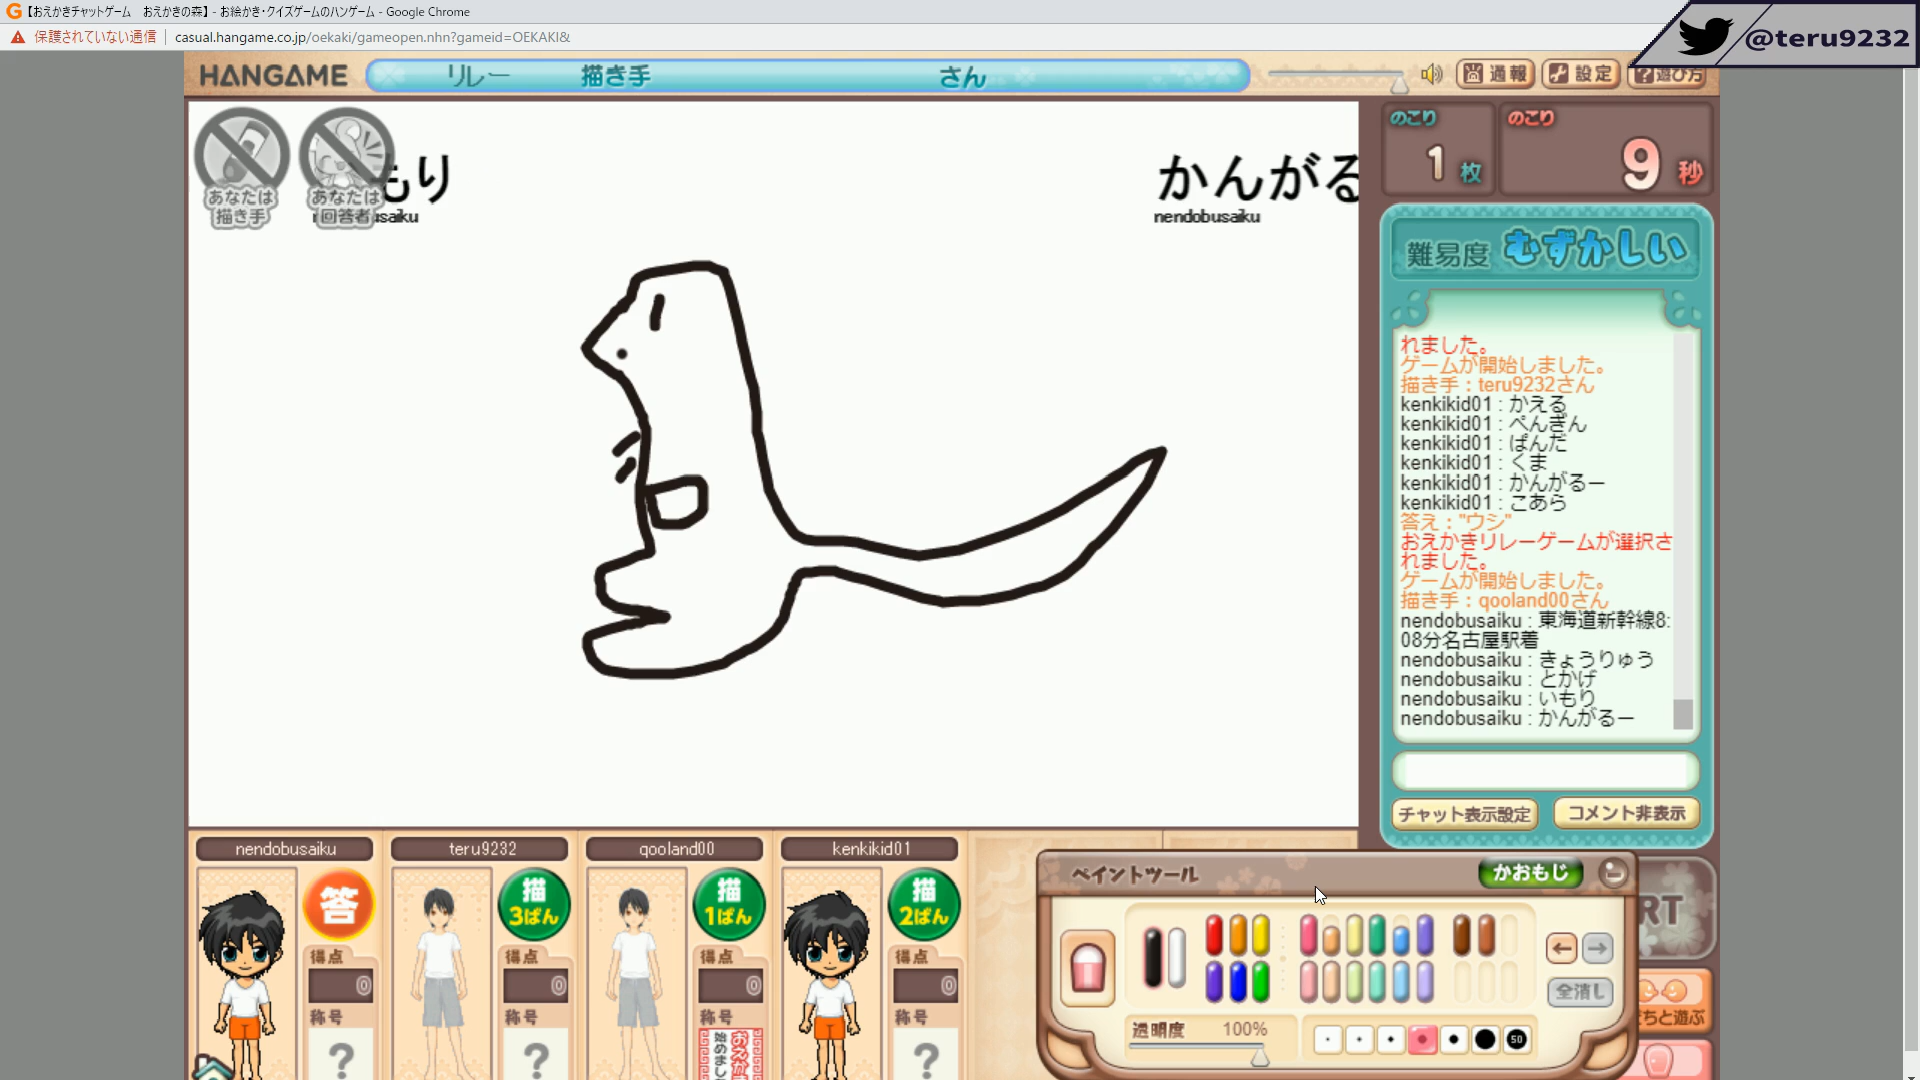 【おえかきチャットゲーム　おえかきの森】 - お絵かき・クイズゲームのハンゲーム - Google Chrome
保護されていない通信 | casual.hangame.co.jp/oekaki/gameopen.nhn?gameid=OEKAKI&
@teru9232
HANGAME リレー 描き手 さん
通報 設定 遊び方
あなたは描き手
あなたは回答者
もり
かんがる
nendobusaiku
のこり 1 枚
のこり 9 秒
難易度 むずかしい
れました。
ゲームが開始しました。
描き手 : teru9232さん
kenkikid01 : かえる
kenkikid01 : ぺんぎん
kenkikid01 : ぱんだ
kenkikid01 : くま
kenkikid01 : かんがるー
kenkikid01 : こあら
答え : "ウシ"
おえかきリレーゲームが選択さ
れました。
ゲームが開始しました。
描き手 : qooland00さん
nendobusaiku : 東海道新幹線8:
08分名古屋駅着
nendobusaiku : きょうりゅう
nendobusaiku : とかげ
nendobusaiku : いもり
nendobusaiku : かんがるー
チャット表示設定 コメント非表示
nendobusaiku teru9232 qooland00 kenkikid01
答 描 3ばん 描 1ばん 描 2ばん
得点 得点 得点 得点
0 0 0 0
称号 称号 称号 称号
? ? ?
ペイントツール かおもじ
全消し
透明度 100%
50
RT
ちと遊ぶ